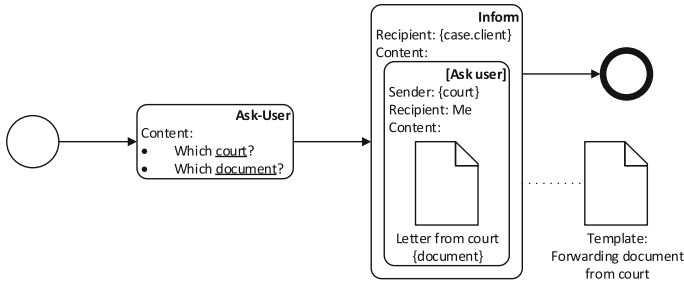 Ask-User
Content:
• Which court?
• Which document?
Inform
Recipient: {case.client}
Content:
[Ask user]
Sender: {court}
Recipient: Me
Content:
Letter from court
{document}
Template:
Forwarding document
from court